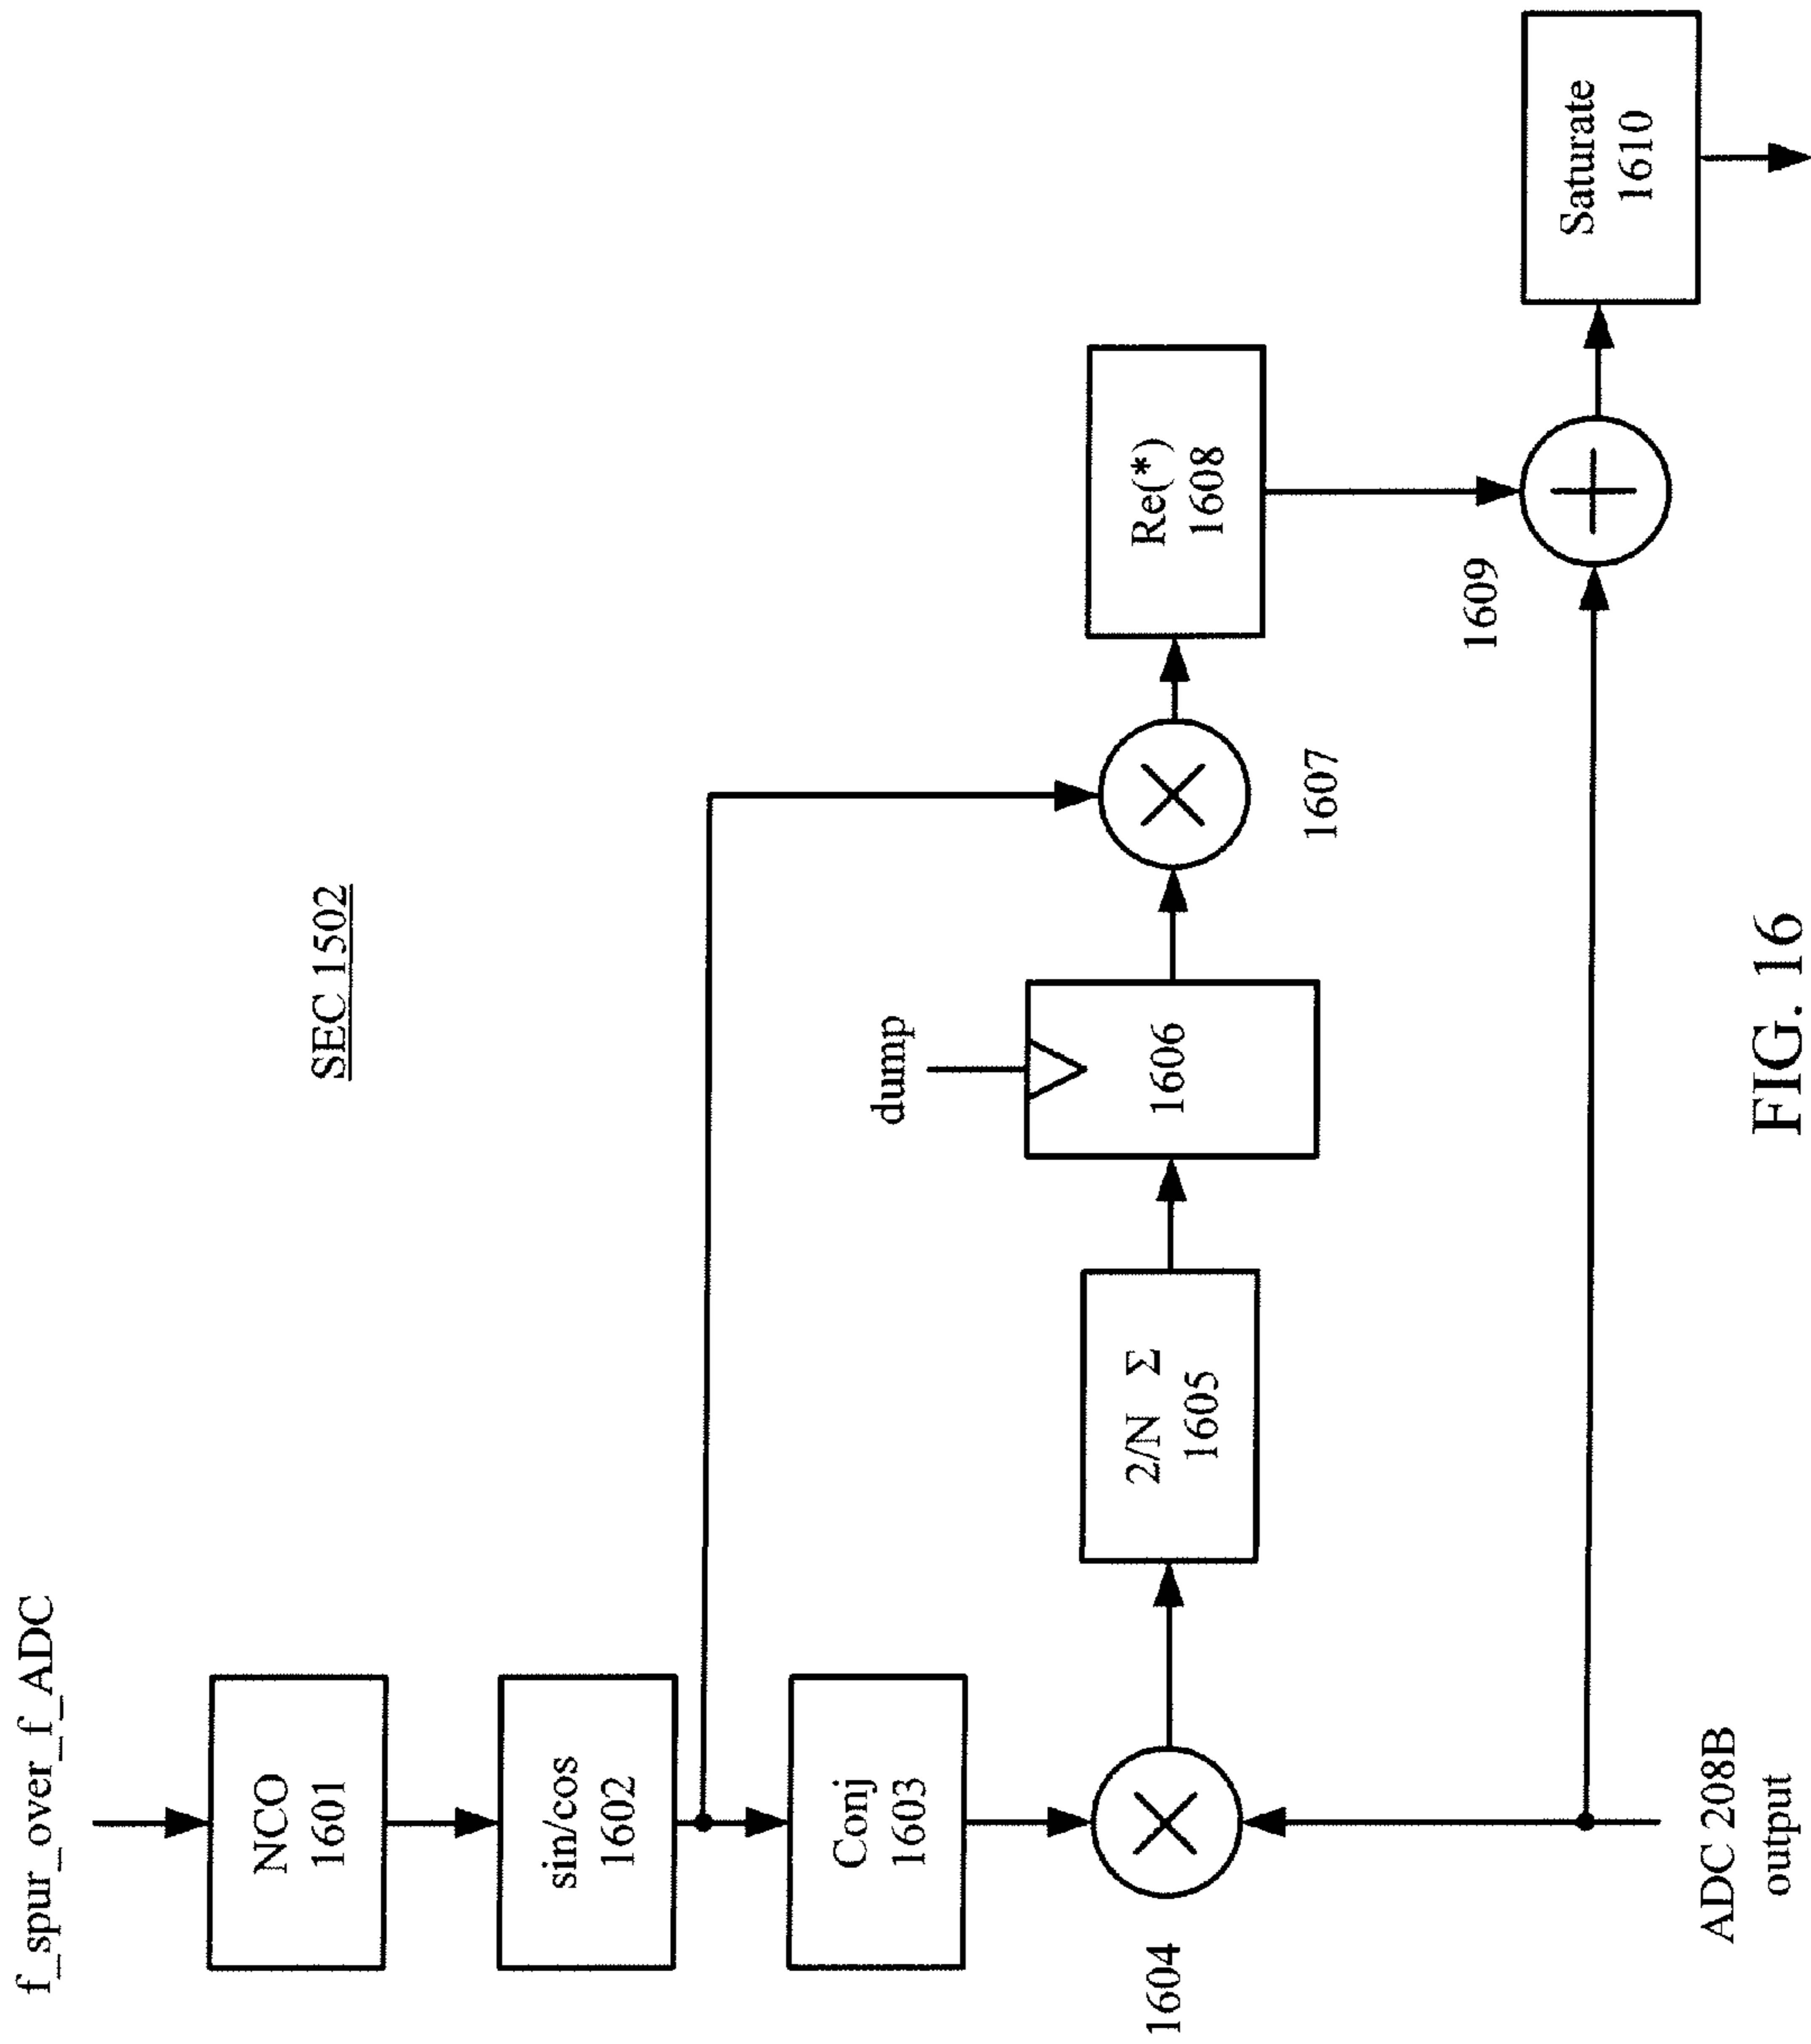 SEC 1502
f_spur_over_f_ADC
NCO
1601
sin/cos
1602
Conj
1603
1604
2/N Σ
1605
dump
1606
1607
Re(*)
1608
1609
Saturate
1610
ADC 208B
output
FIG. 16